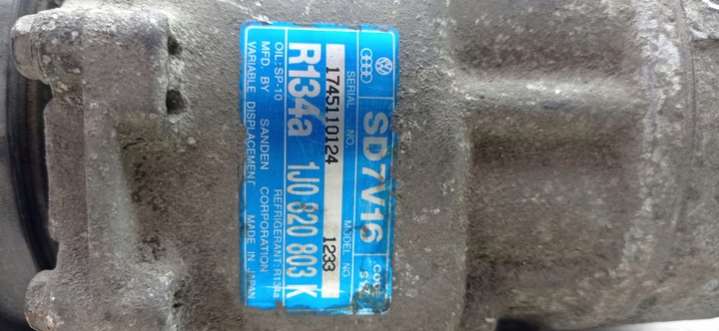 SD7V16
SERIAL NO. MODEL NO
1745110124 1233
R134a 1J0 820 803 K
OIL: SP-10 REFRIGERANT: R134a
MFD. BY SANDEN CORPORATION
VARIABLE DISPLACEMENT MADE IN JAPAN